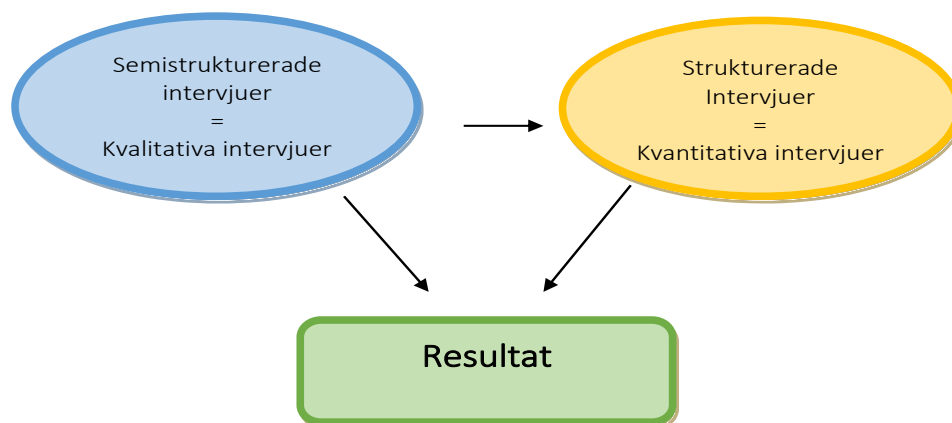 Semistrukturerade
intervjuer
=
Kvalitativa intervjuer
Strukturerade
Intervjuer
=
Kvantitativa intervjuer
Resultat